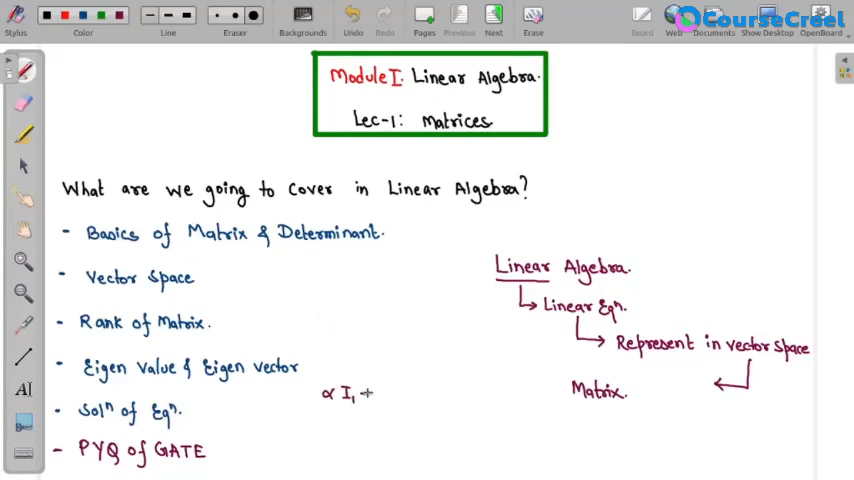 Stylus
Color
Line
Eraser
Backgrounds
Undo
Redo
Pages
Previous
Next
Erase
Board
Web
Documents
Show Desktop
OpenBoard
CourseCreel
Module I: Linear Algebra.
Lec-1: Matrices
What are we going to cover in Linear Algebra?
- Basics of Matrix & Determinant.
- Vector Space
- Rank of Matrix.
- Eigen Value & Eigen vector
- Solⁿ of Eqⁿ.
- PYQ of GATE
Linear Algebra.
Linear Eqⁿ.
Represent in vector space
Matrix.
α I₁ +